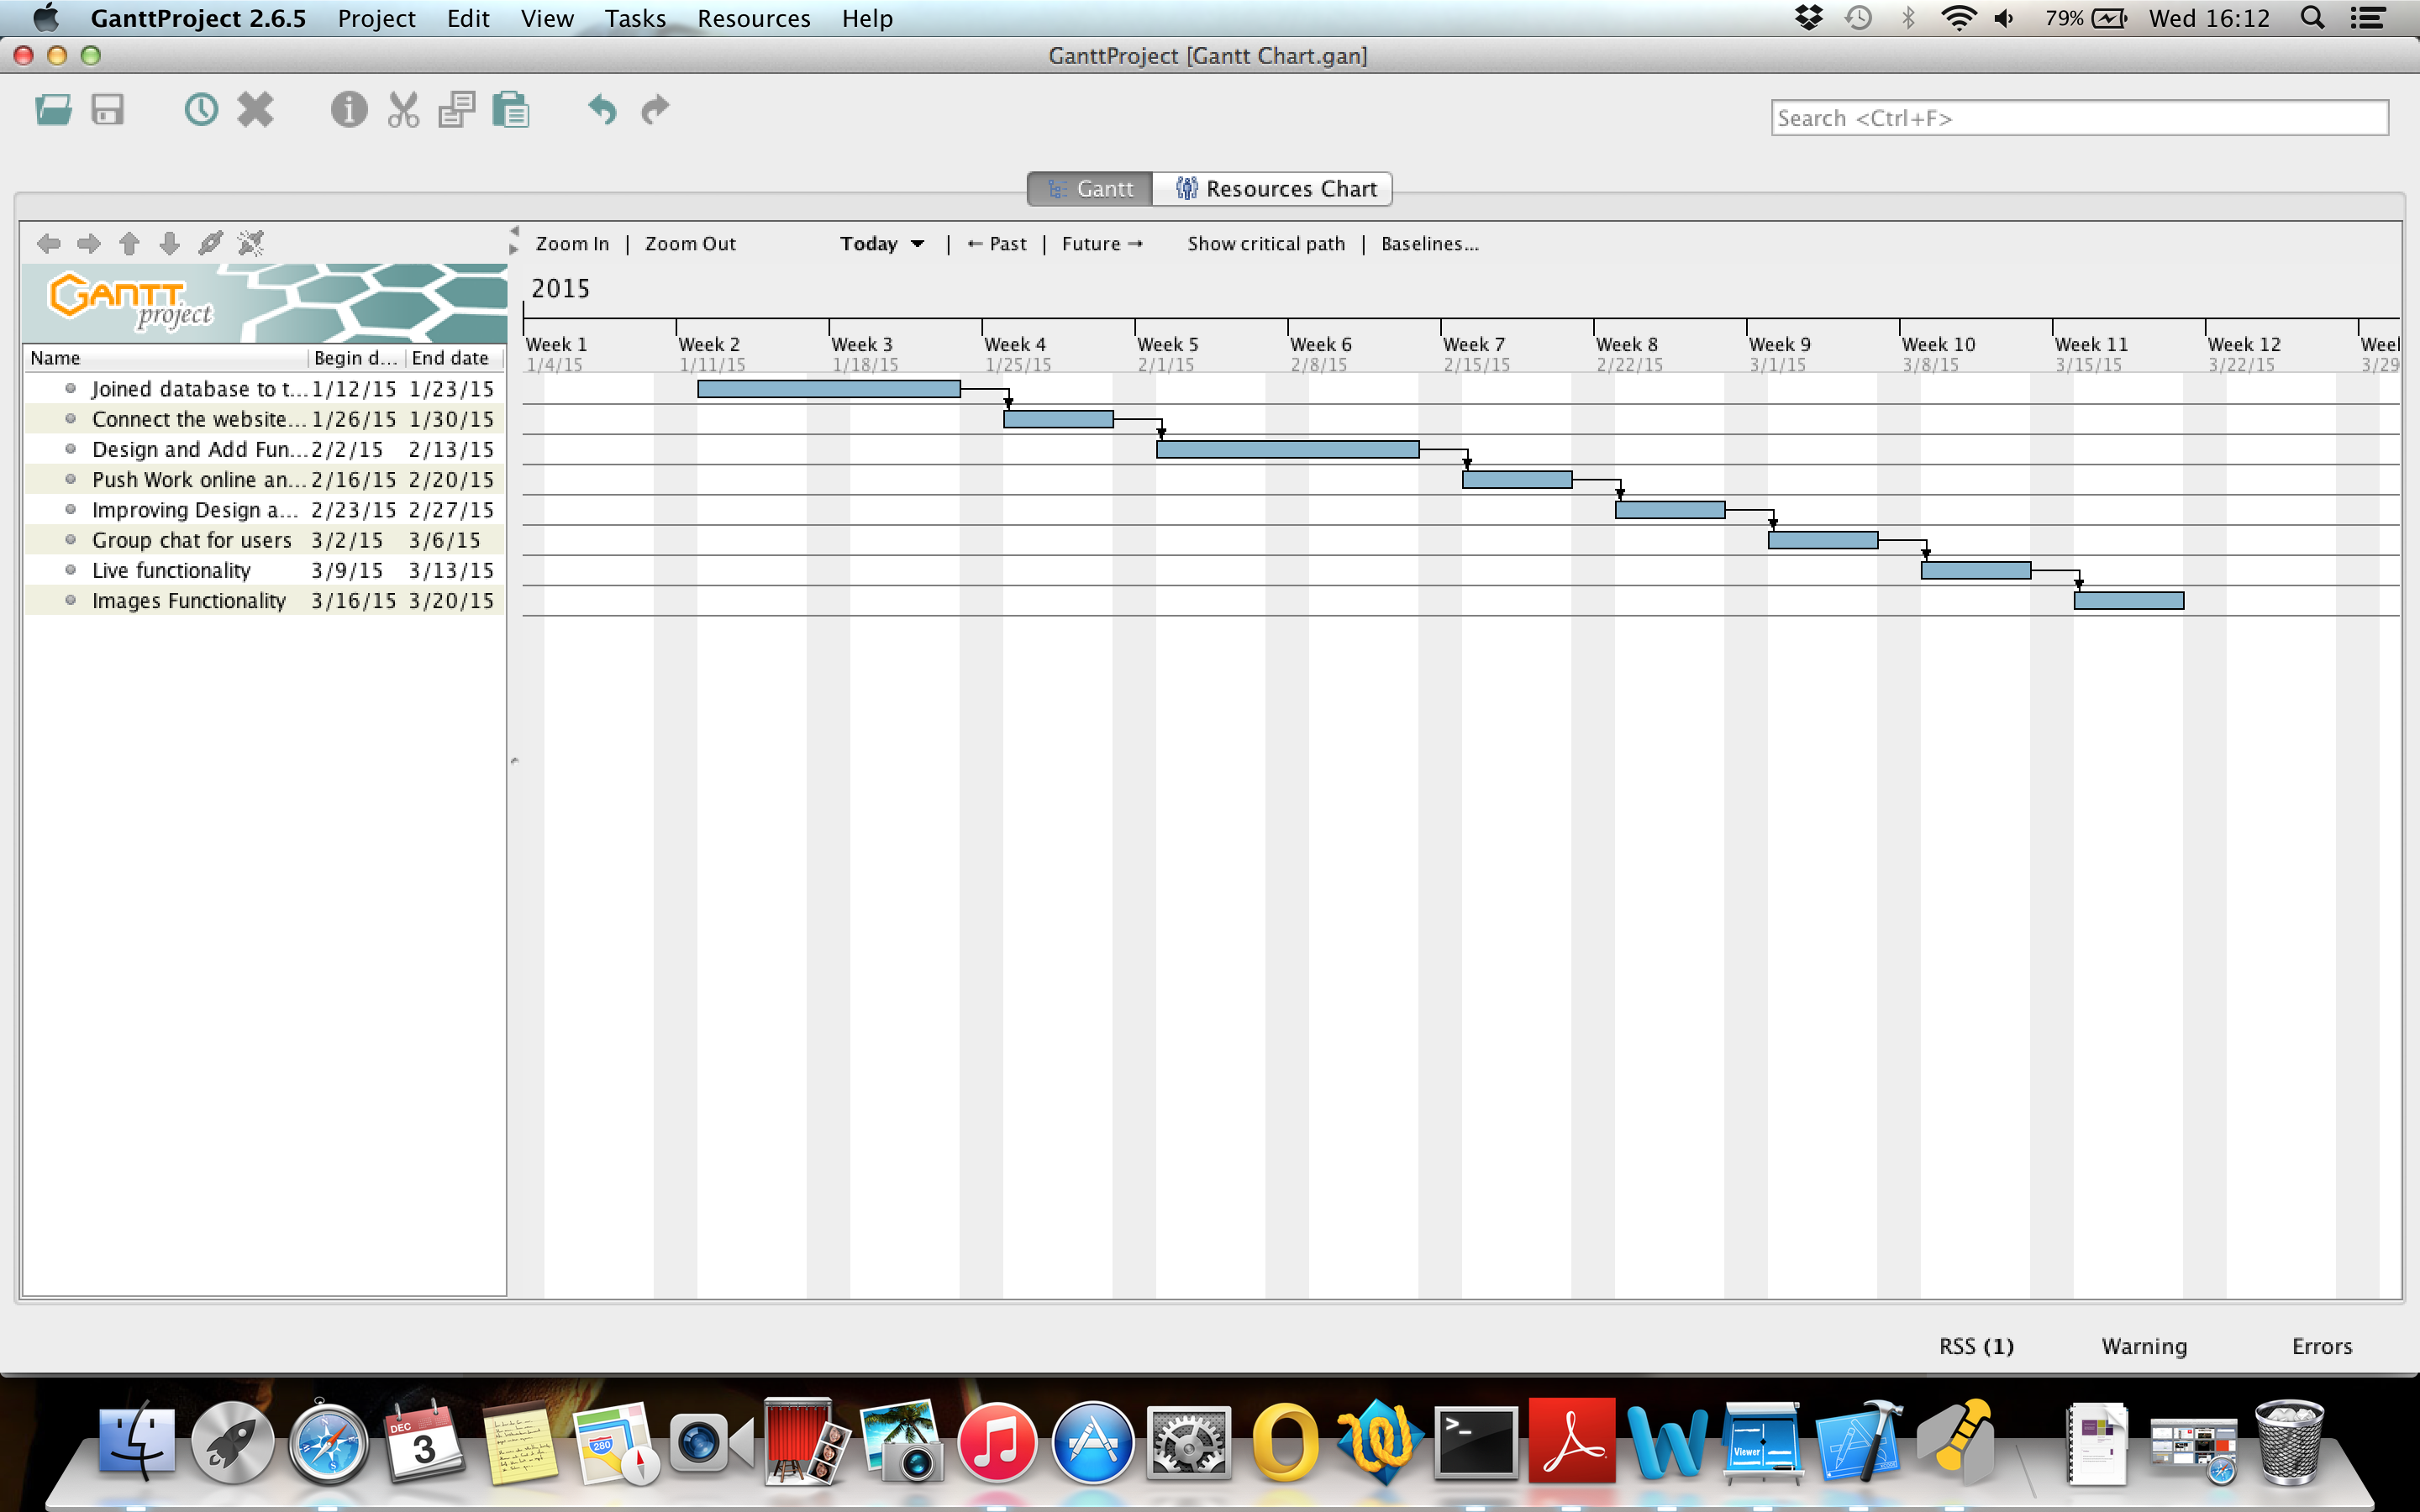 GanttProject 2.6.5 Project Edit View Tasks Resources Help 79% Wed 16:12
GanttProject [Gantt Chart.gan]
Search <Ctrl+F>
Gantt Resources Chart
Zoom In | Zoom Out Today | ← Past | Future → Show critical path | Baselines...
GANTT project
2015
Week 1 Week 2 Week 3 Week 4 Week 5 Week 6 Week 7 Week 8 Week 9 Week 10 Week 11 Week 12 Weel
Name Begin d... End date
1/4/15 1/11/15 1/18/15 1/25/15 2/1/15 2/8/15 2/15/15 2/22/15 3/1/15 3/8/15 3/15/15 3/22/15 3/29
Joined database to t... 1/12/15 1/23/15
Connect the website... 1/26/15 1/30/15
Design and Add Fun... 2/2/15 2/13/15
Push Work online an... 2/16/15 2/20/15
Improving Design a... 2/23/15 2/27/15
Group chat for users 3/2/15 3/6/15
Live functionality 3/9/15 3/13/15
Images Functionality 3/16/15 3/20/15
RSS (1) Warning Errors
DEC
3
280
>_
Viewer